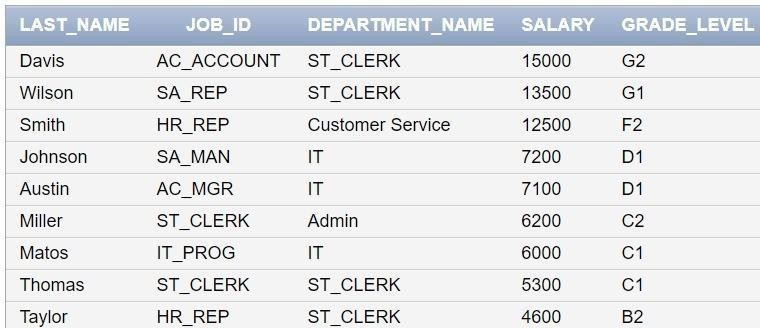 LAST_NAME JOB_ID DEPARTMENT_NAME SALARY GRADE_LEVEL
Davis AC_ACCOUNT ST_CLERK 15000 G2
Wilson SA_REP ST_CLERK 13500 G1
Smith HR_REP Customer Service 12500 F2
Johnson SA_MAN IT 7200 D1
Austin AC_MGR IT 7100 D1
Miller ST_CLERK Admin 6200 C2
Matos IT_PROG IT 6000 C1
Thomas ST_CLERK ST_CLERK 5300 C1
Taylor HR_REP ST_CLERK 4600 B2